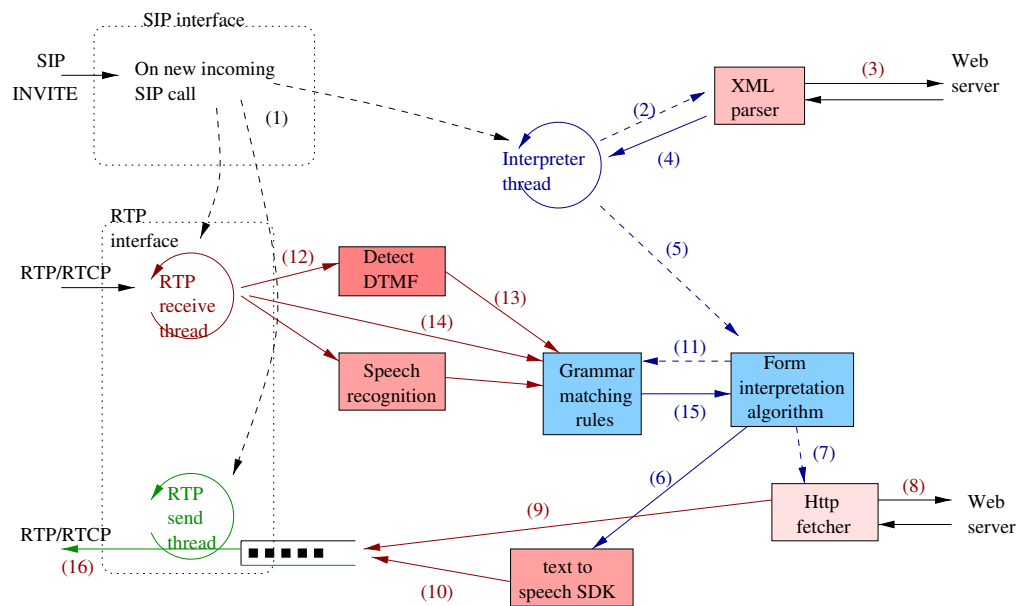 SIP interface
SIP
INVITE
On new incoming
SIP call
(1)
(2)
XML
parser
(3)
Web
server
(4)
Interpreter
thread
RTP
interface
(5)
RTP/RTCP
RTP
receive
thread
(12)
Detect
DTMF
(13)
(14)
(11)
Speech
recognition
Grammar
matching
rules
(15)
Form
interpretation
algorithm
(6)
(7)
RTP
send
thread
(9)
Http
fetcher
(8)
Web
server
RTP/RTCP
(16)
(10)
text to
speech SDK